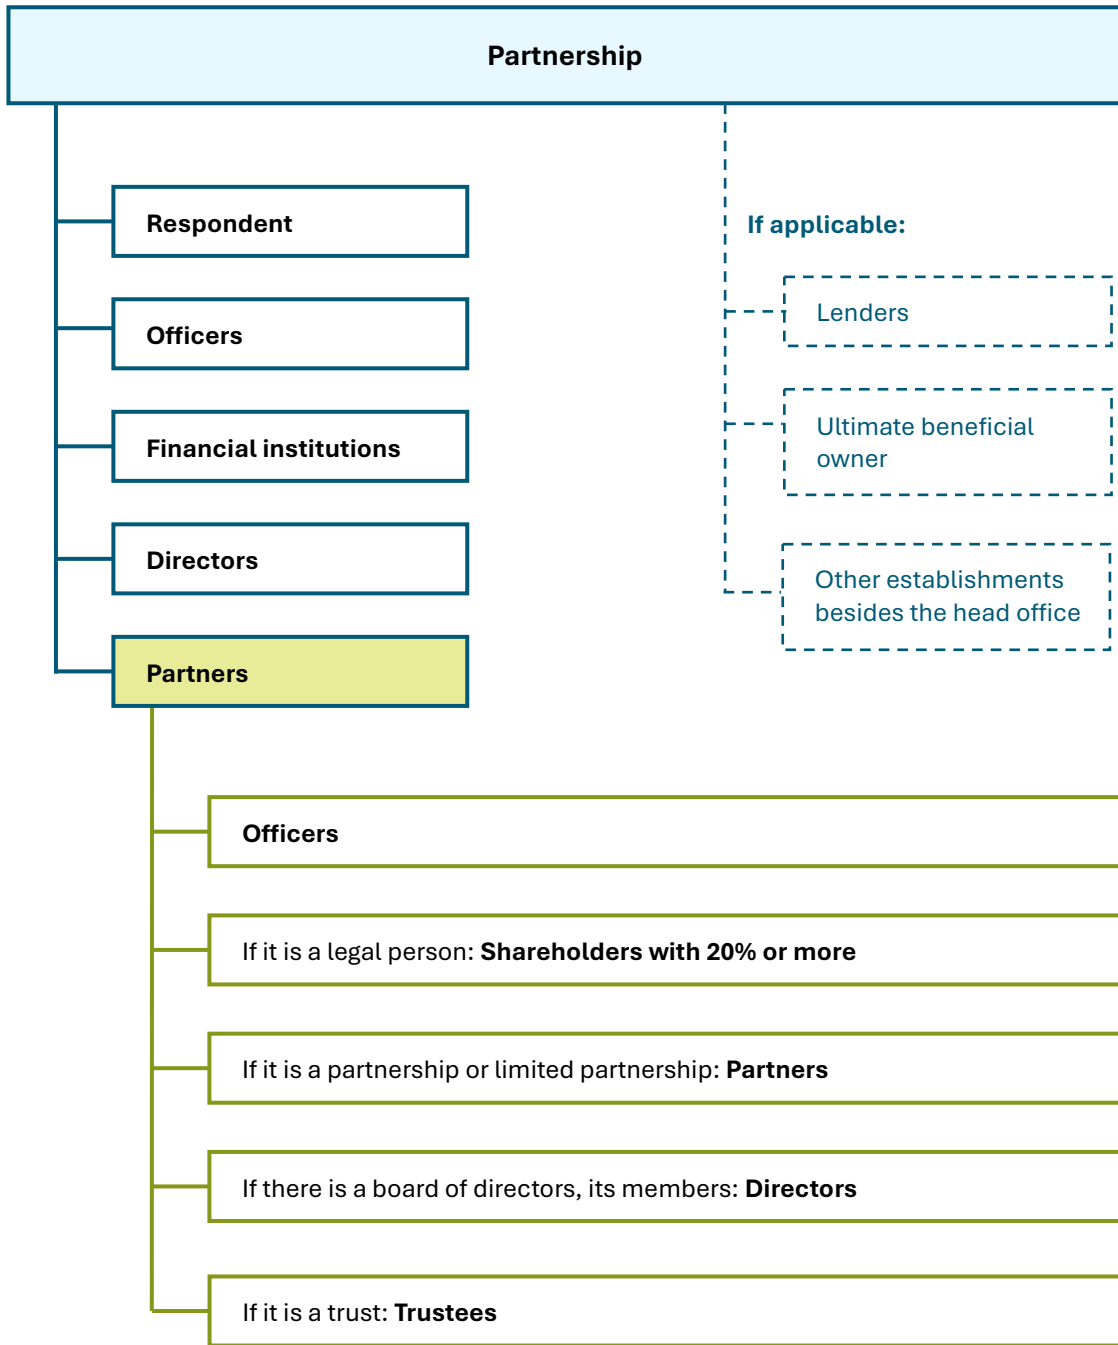 Partnership
Respondent
Officers
Financial institutions
Directors
Partners
If applicable:
Lenders
Ultimate beneficial
owner
Other establishments
besides the head office
Officers
If it is a legal person: Shareholders with 20% or more
If it is a partnership or limited partnership: Partners
If there is a board of directors, its members: Directors
If it is a trust: Trustees